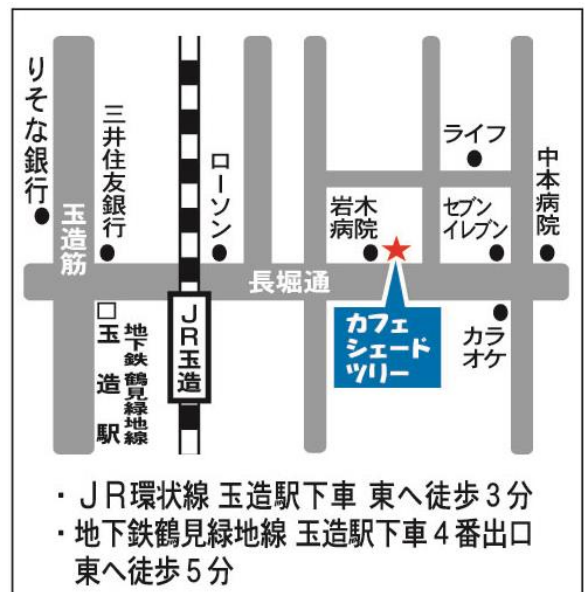 りそな銀行
玉造筋
三井住友銀行
ローソン
岩木
病院
ライフ
セブン
イレブン
中本病院
長堀通
□玉造駅
地下鉄
鶴見緑地線
JR玉造
カフェ
シェード
ツリー
カラ
オケ
・JR環状線 玉造駅下車 東へ徒歩3分
・地下鉄鶴見緑地線 玉造駅下車4番出口
東へ徒歩5分